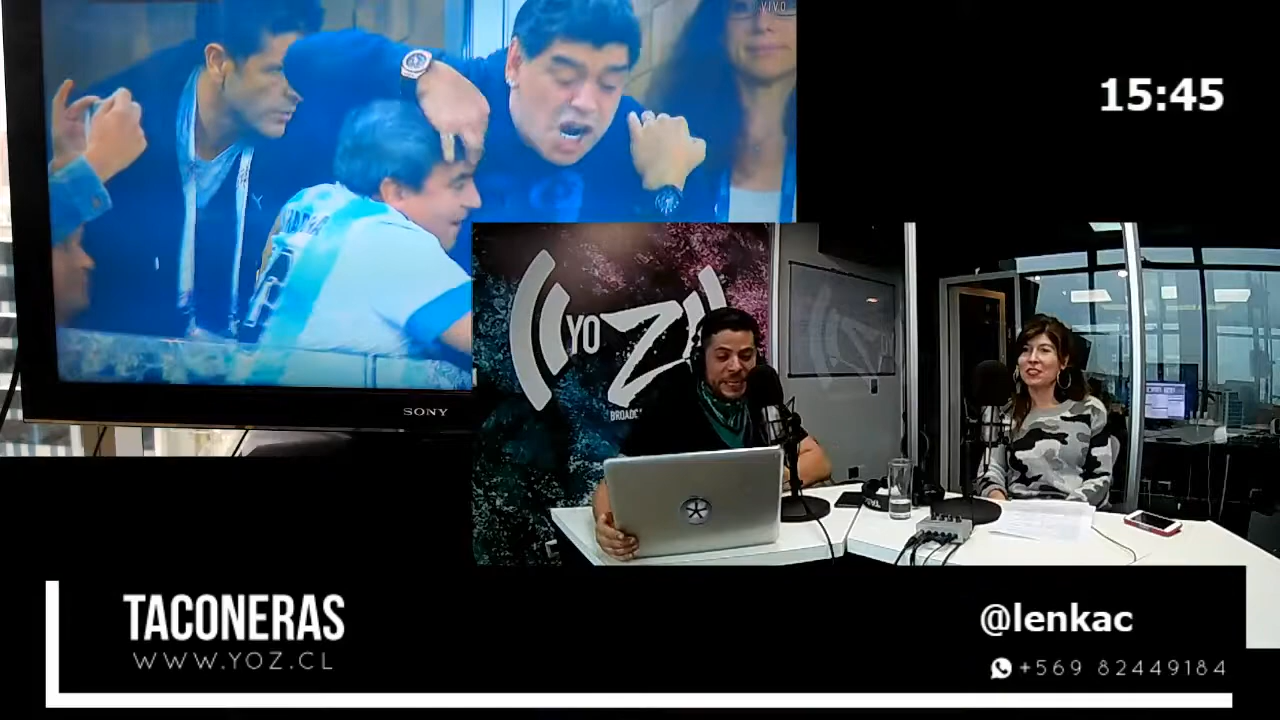 VIVO
15:45
SONY
YO
Z
TACONERAS
WWW.YOZ.CL
@lenkac
+569 82449184